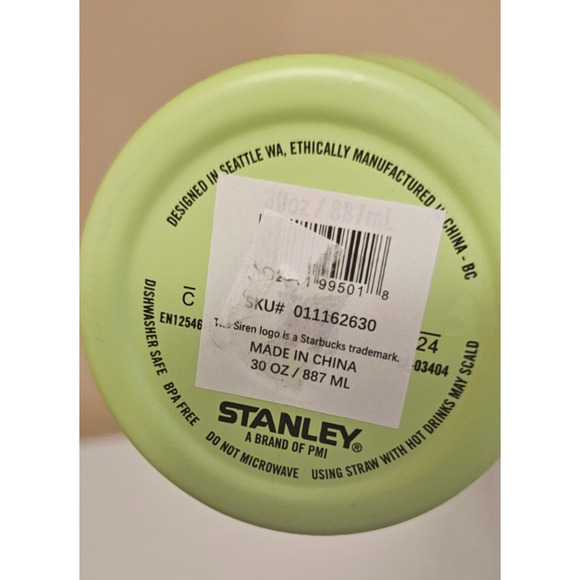 DESIGNED IN SEATTLE WA, ETHICALLY MANUFACTURED IN CHINA - BC
30oz / 887mL
99501 8
SKU# 011162630
The Siren logo is a Starbucks trademark.
MADE IN CHINA
30 OZ / 887 ML
C
EN12546
24
-03404
STANLEY®
A BRAND OF PMI
DISHWASHER SAFE BPA FREE DO NOT MICROWAVE USING STRAW WITH HOT DRINKS MAY SCALD